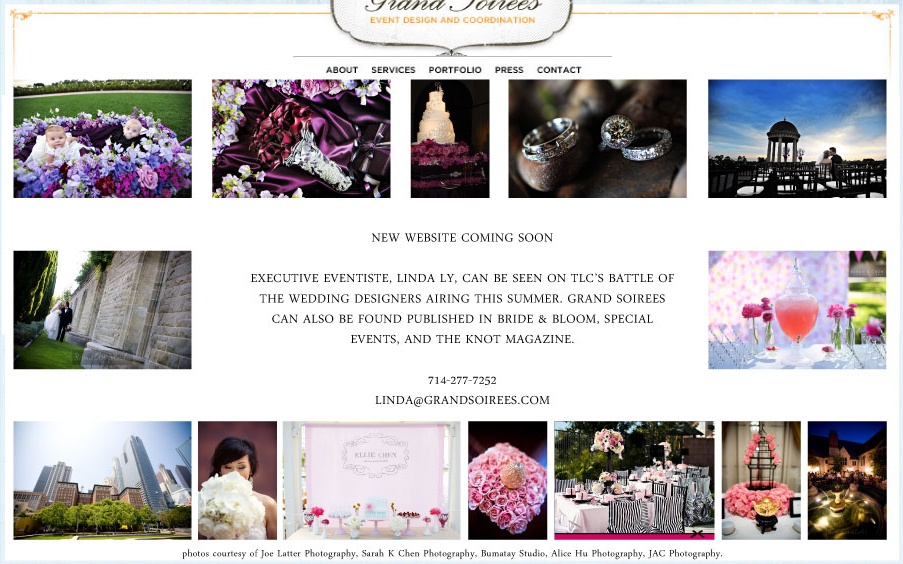 Grand Soirees
EVENT DESIGN AND COORDINATION
ABOUT SERVICES PORTFOLIO PRESS CONTACT
NEW WEBSITE COMING SOON
EXECUTIVE EVENTISTE, LINDA LY, CAN BE SEEN ON TLC'S BATTLE OF
THE WEDDING DESIGNERS AIRING THIS SUMMER. GRAND SOIREES
CAN ALSO BE FOUND PUBLISHED IN BRIDE & BLOOM, SPECIAL
EVENTS, AND THE KNOT MAGAZINE.
714-277-7252
LINDA@GRANDSOIREES.COM
ELLIE CHEN
photos courtesy of Joe Latter Photography, Sarah K Chen Photography, Bumatay Studio, Alice Hu Photography, JAC Photography.